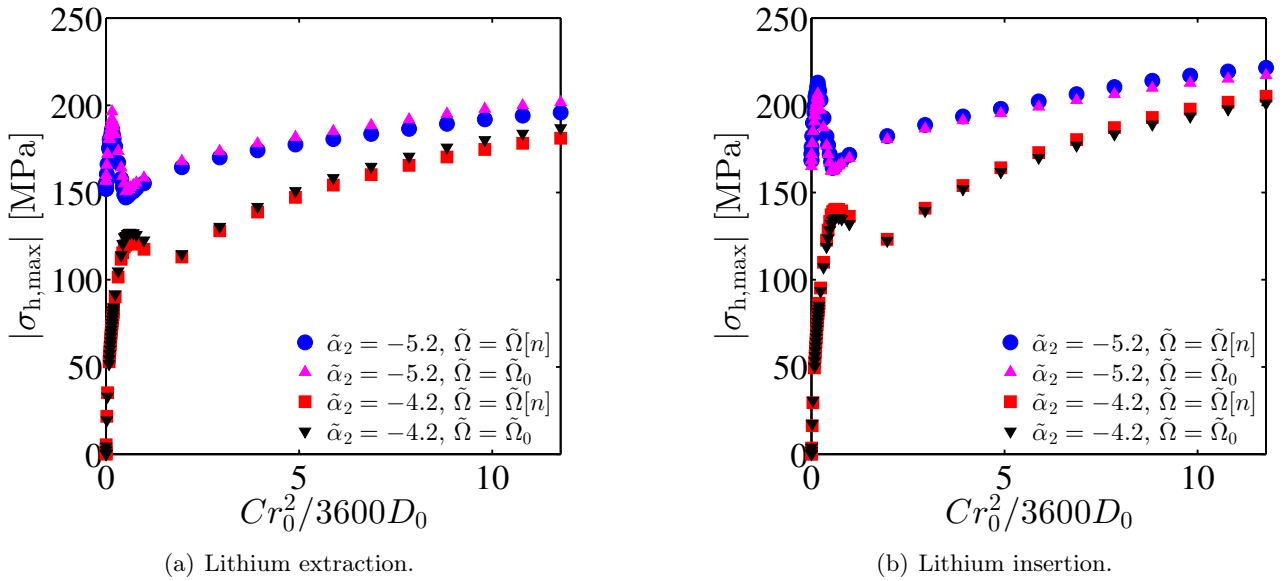 250
200
150
100
50
0
|σh,max| [MPa]
α̃2 = −5.2, Ω̃ = Ω̃[n]
α̃2 = −5.2, Ω̃ = Ω̃0
α̃2 = −4.2, Ω̃ = Ω̃[n]
α̃2 = −4.2, Ω̃ = Ω̃0
0 5 10
Cr0²/3600D0
(a) Lithium extraction.
250
200
150
100
50
0
|σh,max| [MPa]
α̃2 = −5.2, Ω̃ = Ω̃[n]
α̃2 = −5.2, Ω̃ = Ω̃0
α̃2 = −4.2, Ω̃ = Ω̃[n]
α̃2 = −4.2, Ω̃ = Ω̃0
0 5 10
Cr0²/3600D0
(b) Lithium insertion.